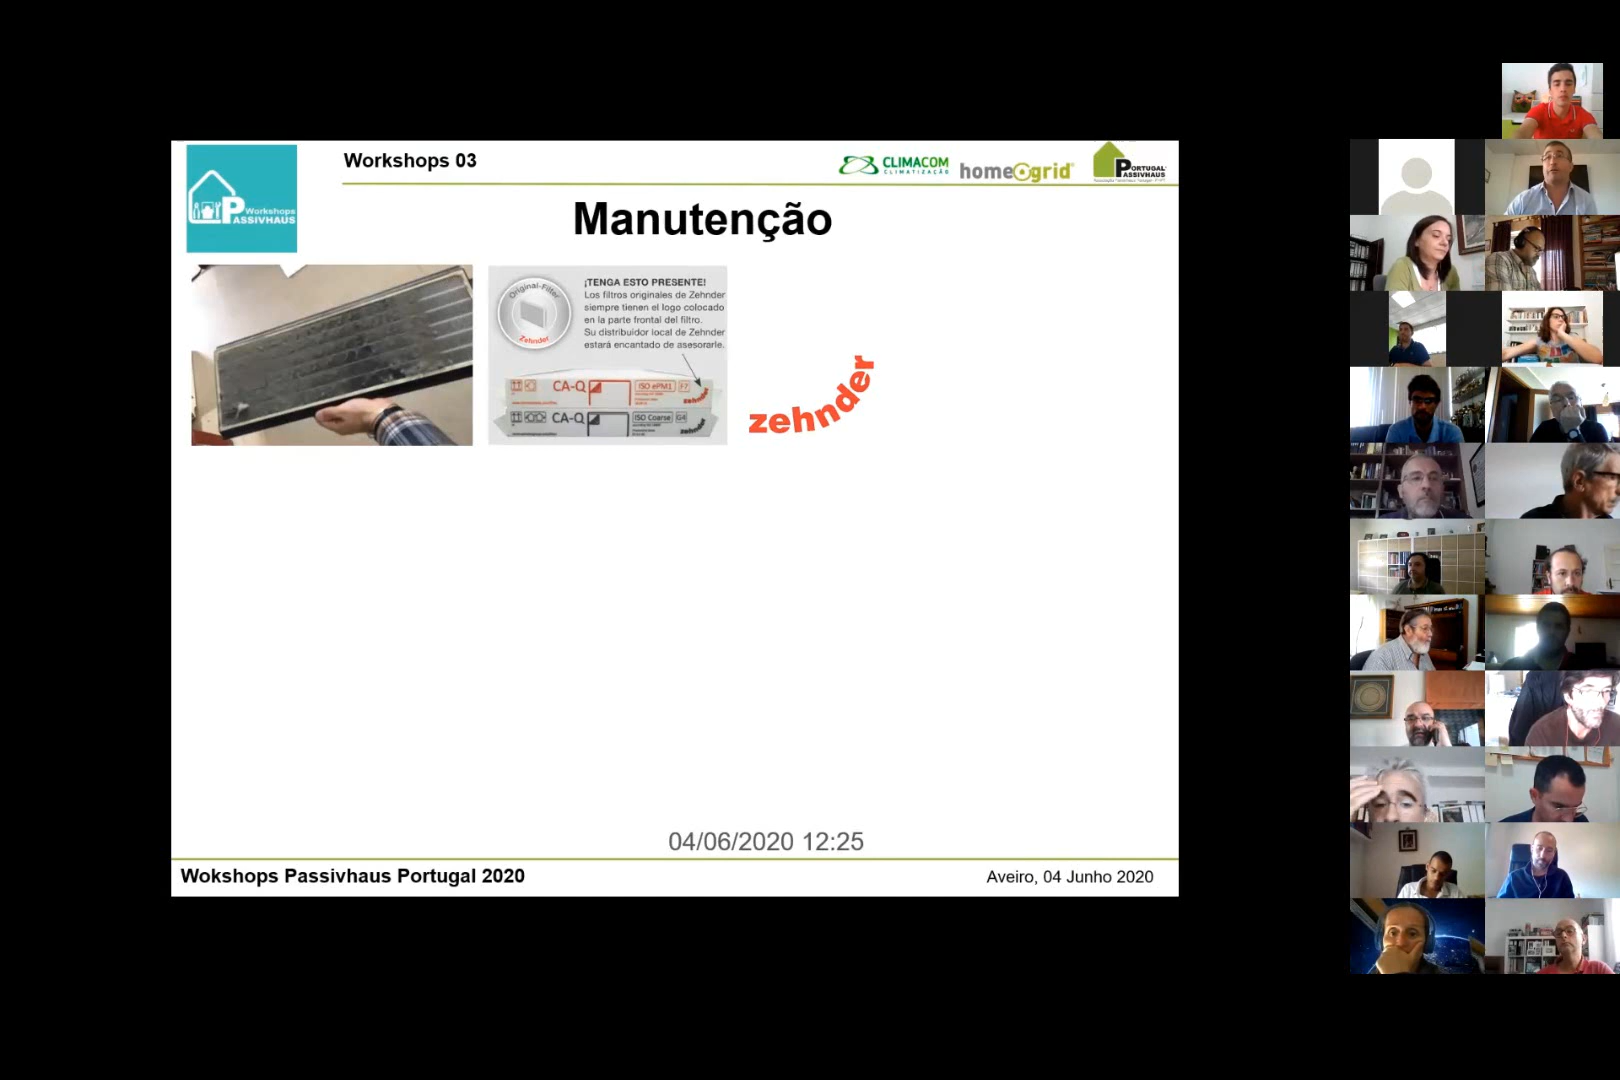 Workshops 03
CLIMACOM
CLIMATIZAÇÃO
homegrid
PORTUGAL
PASSIVHAUS
Workshops
PASSIVHAUS
Manutenção
Original-Filter
Zehnder
¡TENGA ESTO PRESENTE!
Los filtros originales de Zehnder
siempre tienen el logo colocado
en la parte frontal del filtro.
Su distribuidor local de Zehnder
estará encantado de asesorarle.
CA-Q
ISO ePM1 F7
zehnder
CA-Q
ISO Coarse G4
zehnder
zehnder
04/06/2020 12:25
Wokshops Passivhaus Portugal 2020
Aveiro, 04 Junho 2020